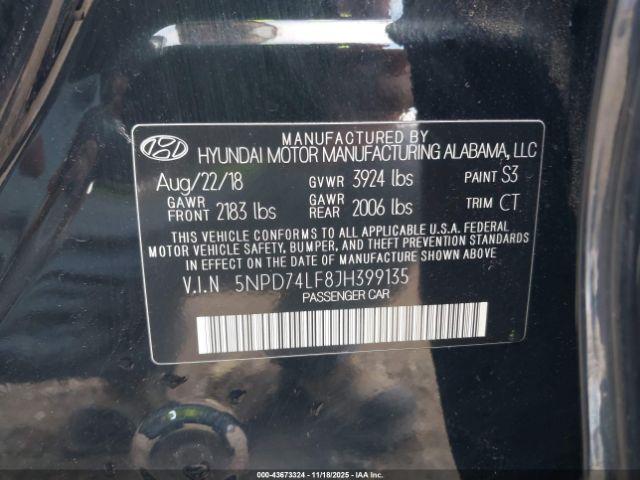 MANUFACTURED BY
HYUNDAI MOTOR MANUFACTURING ALABAMA, LLC
Aug/22/18 GVWR 3924 lbs PAINT S3
GAWR FRONT 2183 lbs GAWR REAR 2006 lbs TRIM CT
THIS VEHICLE CONFORMS TO ALL APPLICABLE U.S.A. FEDERAL
MOTOR VEHICLE SAFETY, BUMPER, AND THEFT PREVENTION STANDARDS
IN EFFECT ON THE DATE OF MANUFACTURE SHOWN ABOVE.
V.I.N 5NPD74LF8JH399135
PASSENGER CAR
000-43673324 - 11/18/2025 - IAAI.COM